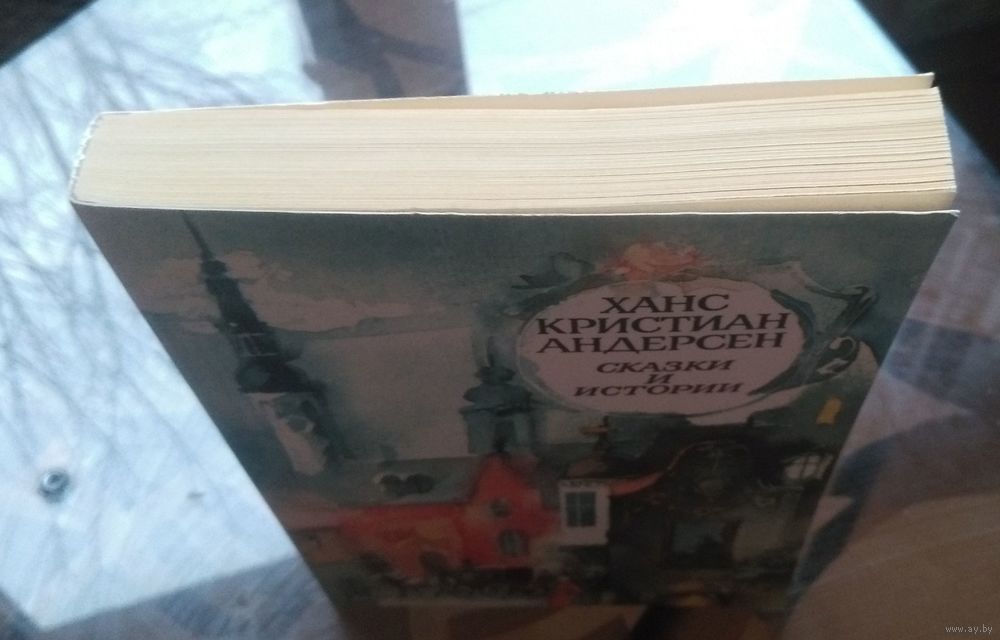 ХАНС
КРИСТИАН
АНДЕРСЕН
СКАЗКИ
И
ИСТОРИИ
www.ay.by